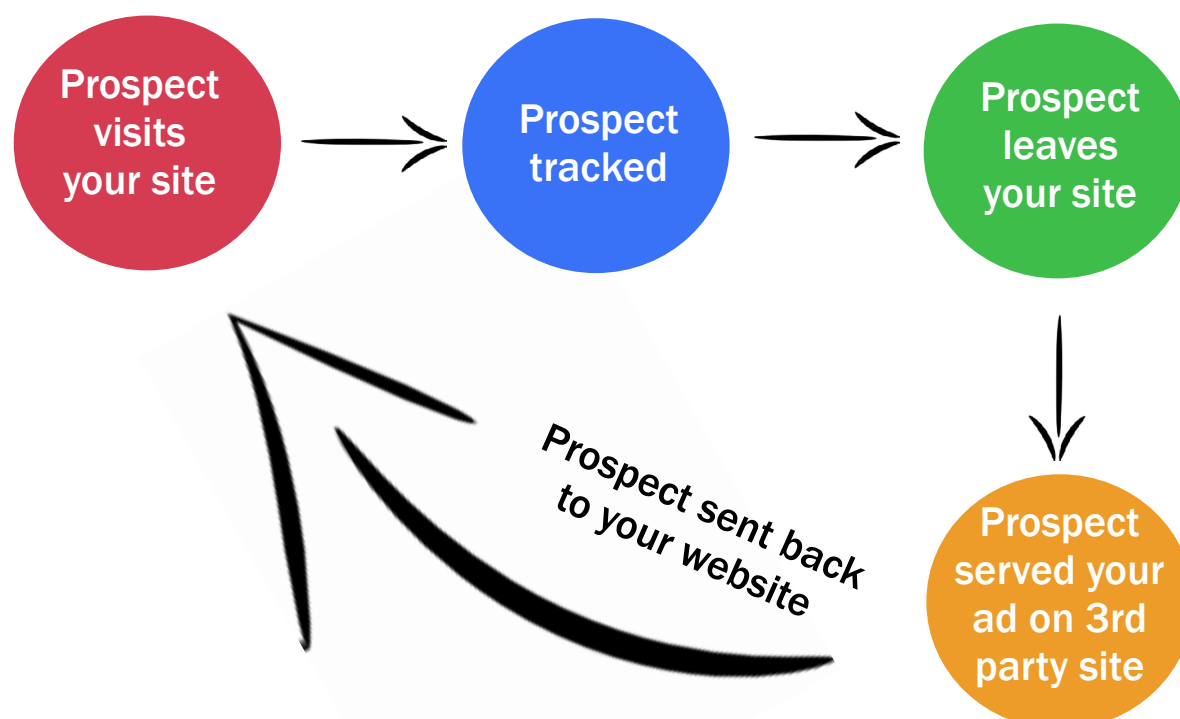 Prospect
visits
your site
Prospect
tracked
Prospect
leaves
your site
Prospect
served your
ad on 3rd
party site
Prospect sent back
to your website